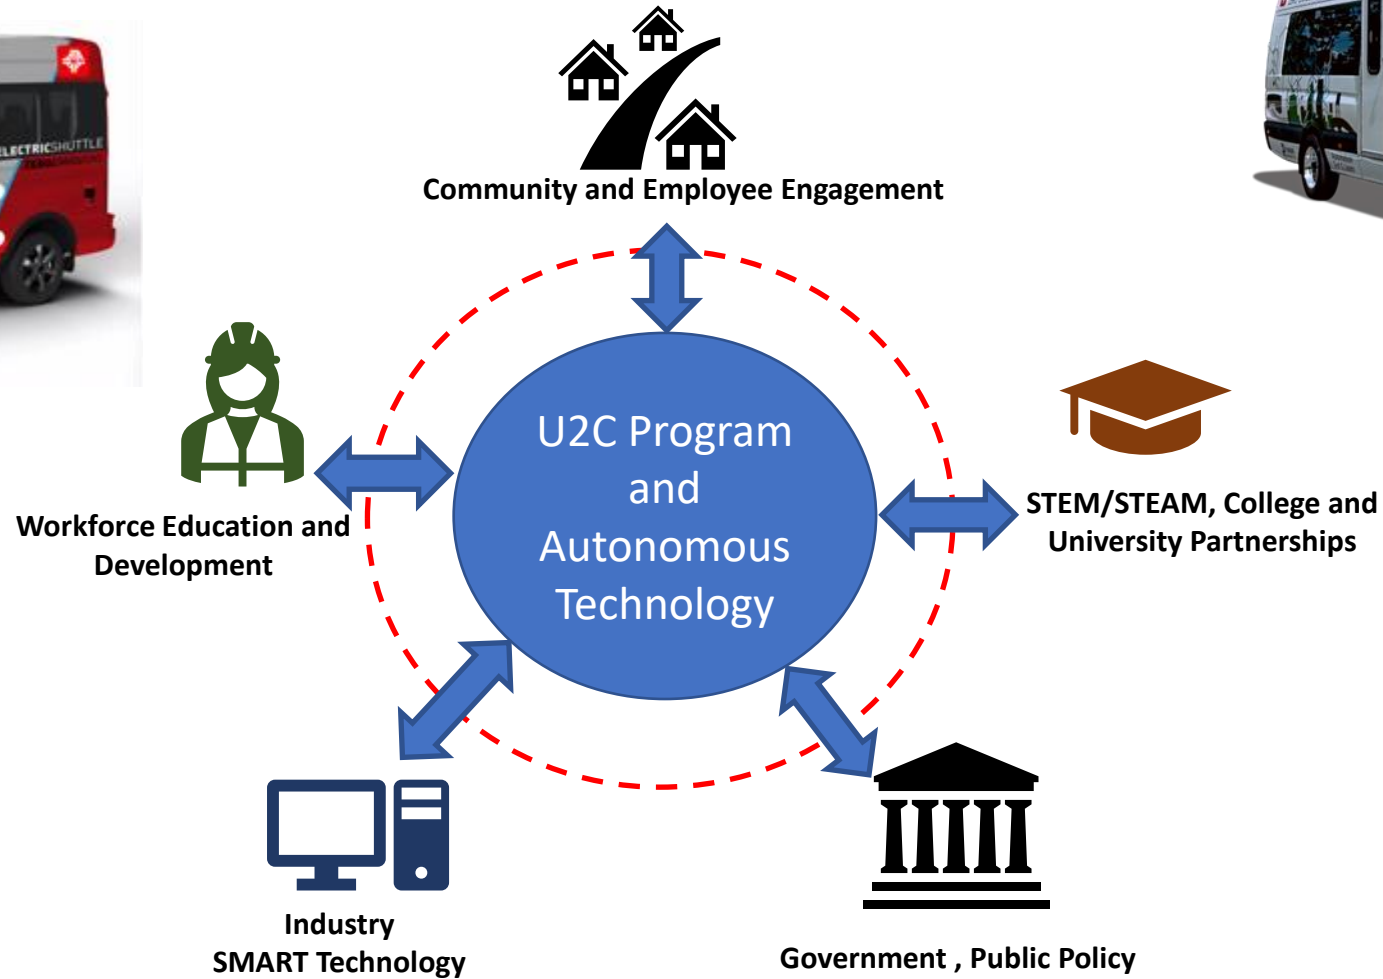 ELECTRICSHUTTLE
Community and Employee Engagement
U2C Program
and
Autonomous
Technology
Workforce Education and
Development
STEM/STEAM, College and
University Partnerships
Industry
SMART Technology
Government , Public Policy